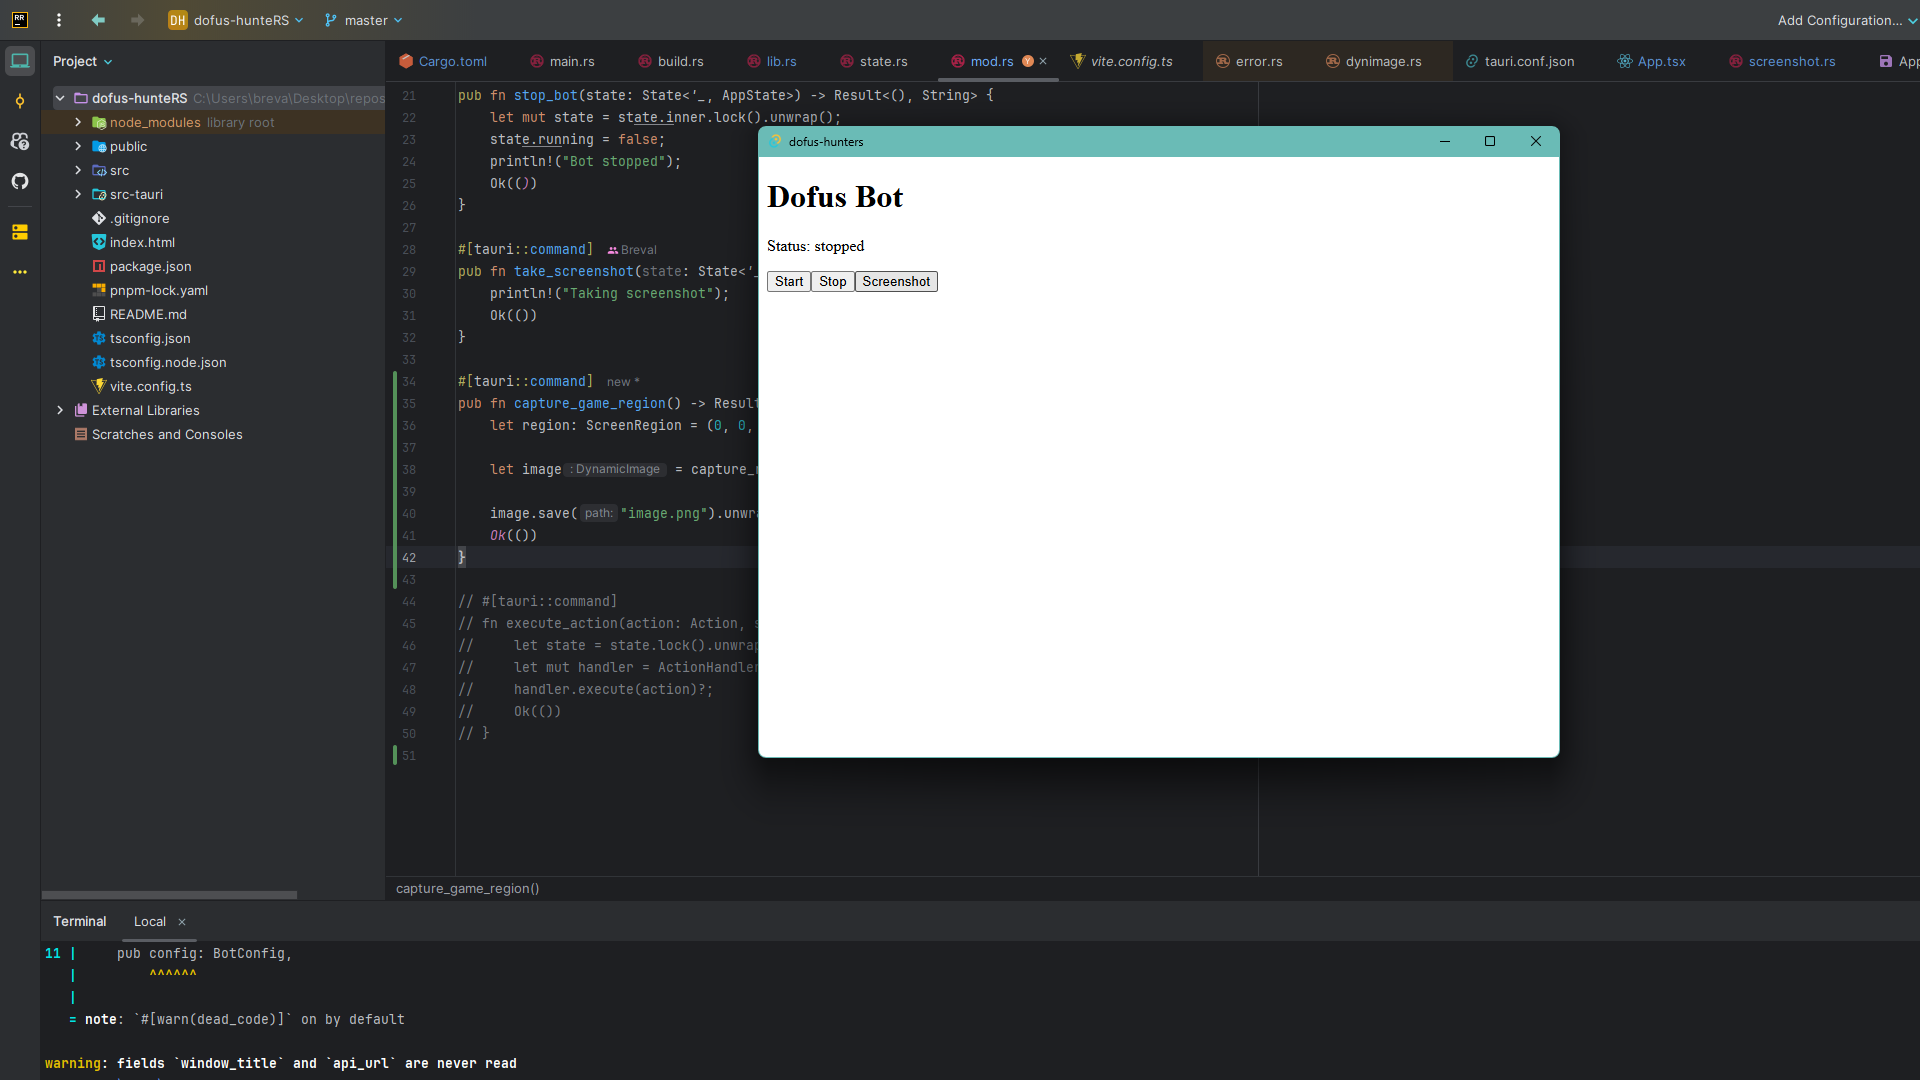 DH dofus-hunteRS
master
Add Configuration...
Project
Cargo.toml
main.rs
build.rs
lib.rs
state.rs
mod.rs
vite.config.ts
error.rs
dynimage.rs
tauri.conf.json
App.tsx
screenshot.rs
App
dofus-hunteRS C:\Users\breva\Desktop\repos
node_modules library root
public
src
src-tauri
.gitignore
index.html
package.json
pnpm-lock.yaml
README.md
tsconfig.json
tsconfig.node.json
vite.config.ts
External Libraries
Scratches and Consoles
21 pub fn stop_bot(state: State<'_, AppState>) -> Result<(), String> {
22 let mut state = state.inner.lock().unwrap();
23 state.running = false;
24 println!("Bot stopped");
25 Ok(())
26 }
27
28 #[tauri::command] Breval
29 pub fn take_screenshot(state: State<'_
30 println!("Taking screenshot");
31 Ok(())
32 }
33
34 #[tauri::command] new *
35 pub fn capture_game_region() -> Result
36 let region: ScreenRegion = (0, 0,
37
38 let image : DynamicImage = capture_
39
40 image.save( path: "image.png").unwra
41 Ok(())
42 }
43
44 // #[tauri::command]
45 // fn execute_action(action: Action, s
46 // let state = state.lock().unwrap
47 // let mut handler = ActionHandler
48 // handler.execute(action)?;
49 // Ok(())
50 // }
51
capture_game_region()
dofus-hunters
Dofus Bot
Status: stopped
Start Stop Screenshot
Terminal Local
11 | pub config: BotConfig,
| ^^^^^^
|
= note: `#[warn(dead_code)]` on by default
warning: fields `window_title` and `api_url` are never read